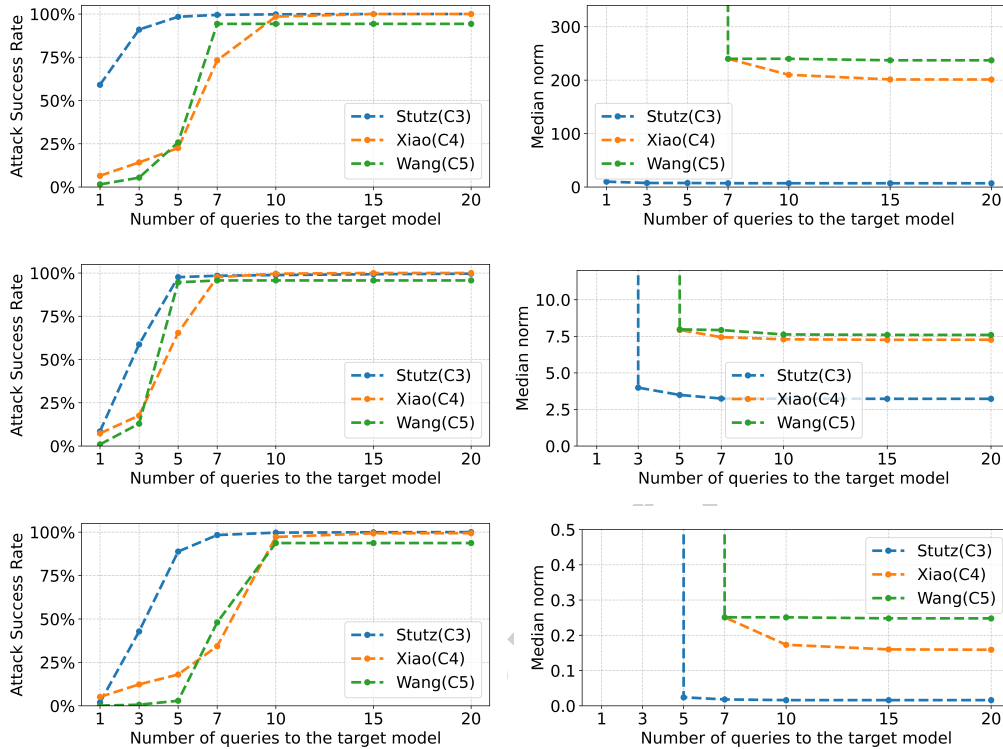 100%
75%
50%
25%
0%
Attack Success Rate
Stutz(C3)
Xiao(C4)
Wang(C5)
1 3 5 7 10 15 20
Number of queries to the target model
300
200
100
0
Median norm
Stutz(C3)
Xiao(C4)
Wang(C5)
1 3 5 7 10 15 20
Number of queries to the target model
100%
75%
50%
25%
0%
Attack Success Rate
Stutz(C3)
Xiao(C4)
Wang(C5)
1 3 5 7 10 15 20
Number of queries to the target model
10.0
7.5
5.0
2.5
0.0
Median norm
Stutz(C3)
Xiao(C4)
Wang(C5)
1 3 5 7 10 15 20
Number of queries to the target model
100%
75%
50%
25%
0%
Attack Success Rate
Stutz(C3)
Xiao(C4)
Wang(C5)
1 3 5 7 10 15 20
Number of queries to the target model
0.5
0.4
0.3
0.2
0.1
0.0
Median norm
Stutz(C3)
Xiao(C4)
Wang(C5)
1 3 5 7 10 15 20
Number of queries to the target model